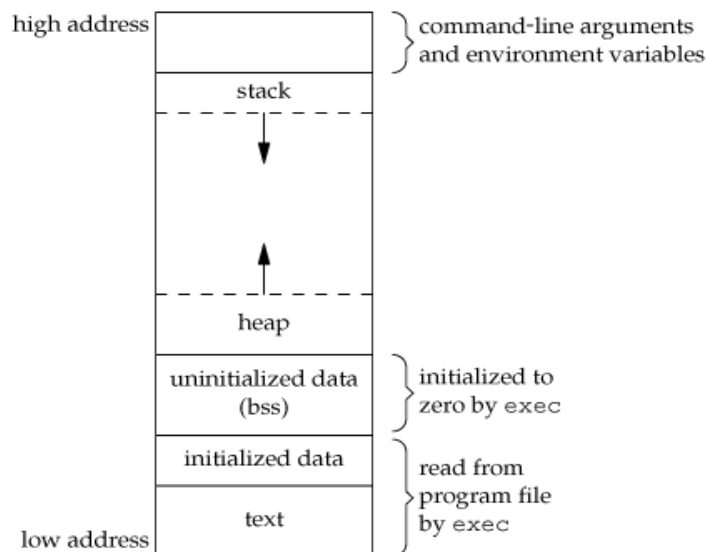 high address
command-line arguments
and environment variables
stack
heap
uninitialized data
(bss)
initialized to
zero by exec
initialized data
read from
program file
by exec
text
low address